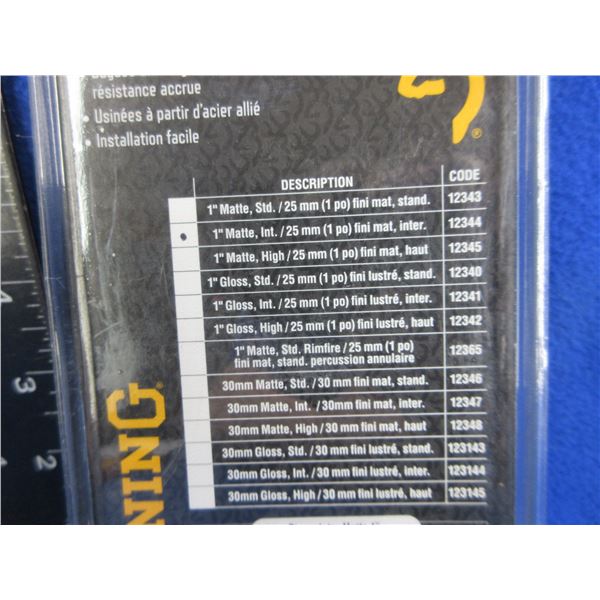 résistance accrue
• Usinées à partir d'acier allié
• Installation facile
®
DESCRIPTION CODE
1" Matte, Std. / 25 mm (1 po) fini mat, stand. 12343
1" Matte, Int. / 25 mm (1 po) fini mat, inter. 12344
1" Matte, High / 25 mm (1 po) fini mat, haut 12345
1" Gloss, Std. / 25 mm (1 po) fini lustré, stand. 12340
1" Gloss, Int. / 25 mm (1 po) fini lustré, inter. 12341
1" Gloss, High / 25 mm (1 po) fini lustré, haut 12342
1" Matte, Std. Rimfire / 25 mm (1 po) 12365
fini mat, stand. percussion annulaire
30mm Matte, Std. / 30 mm fini mat, stand. 12346
30mm Matte, Int. / 30mm fini mat, inter. 12347
30mm Matte, High / 30 mm fini mat, haut 12348
30mm Gloss, Std. / 30 mm fini lustré, stand. 123143
30mm Gloss, Int. / 30 mm fini lustré, inter. 123144
30mm Gloss, High / 30 mm fini lustré, haut 123145
NING®
4
3
2